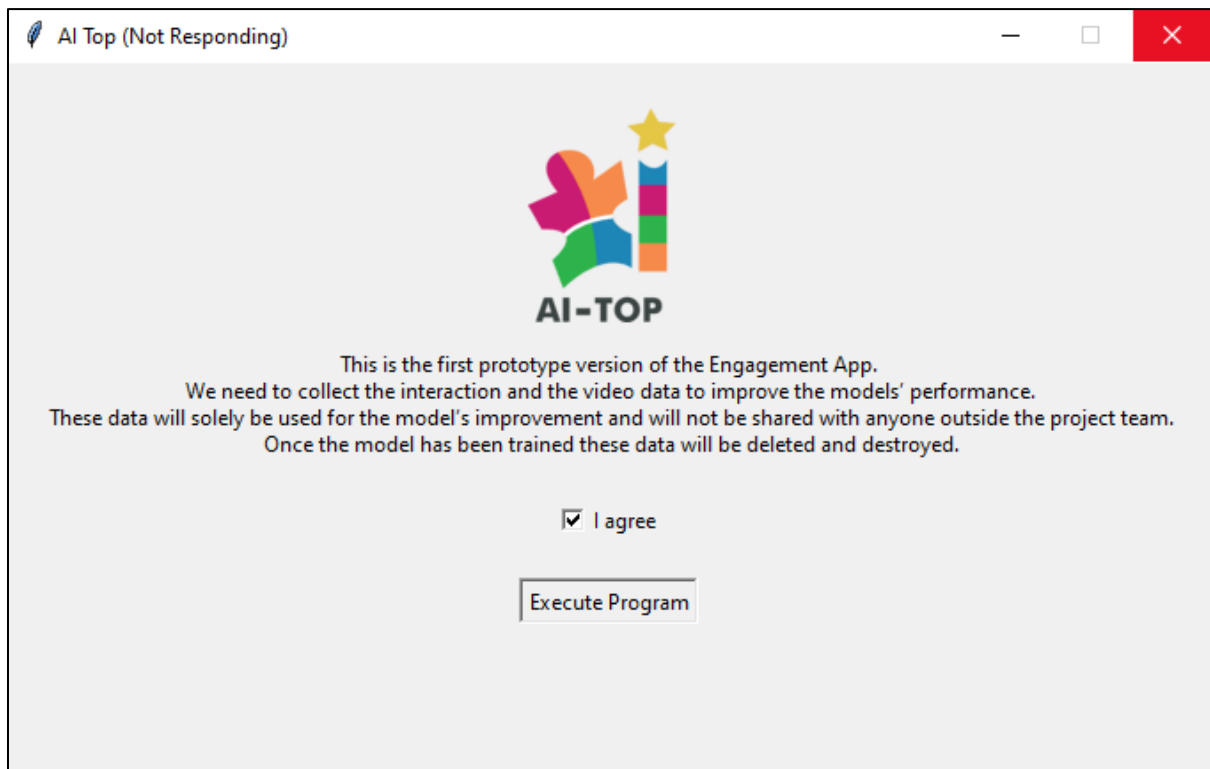 AI Top (Not Responding)
AI-TOP
This is the first prototype version of the Engagement App.
We need to collect the interaction and the video data to improve the models’ performance.
These data will solely be used for the model’s improvement and will not be shared with anyone outside the project team.
Once the model has been trained these data will be deleted and destroyed.
I agree
Execute Program